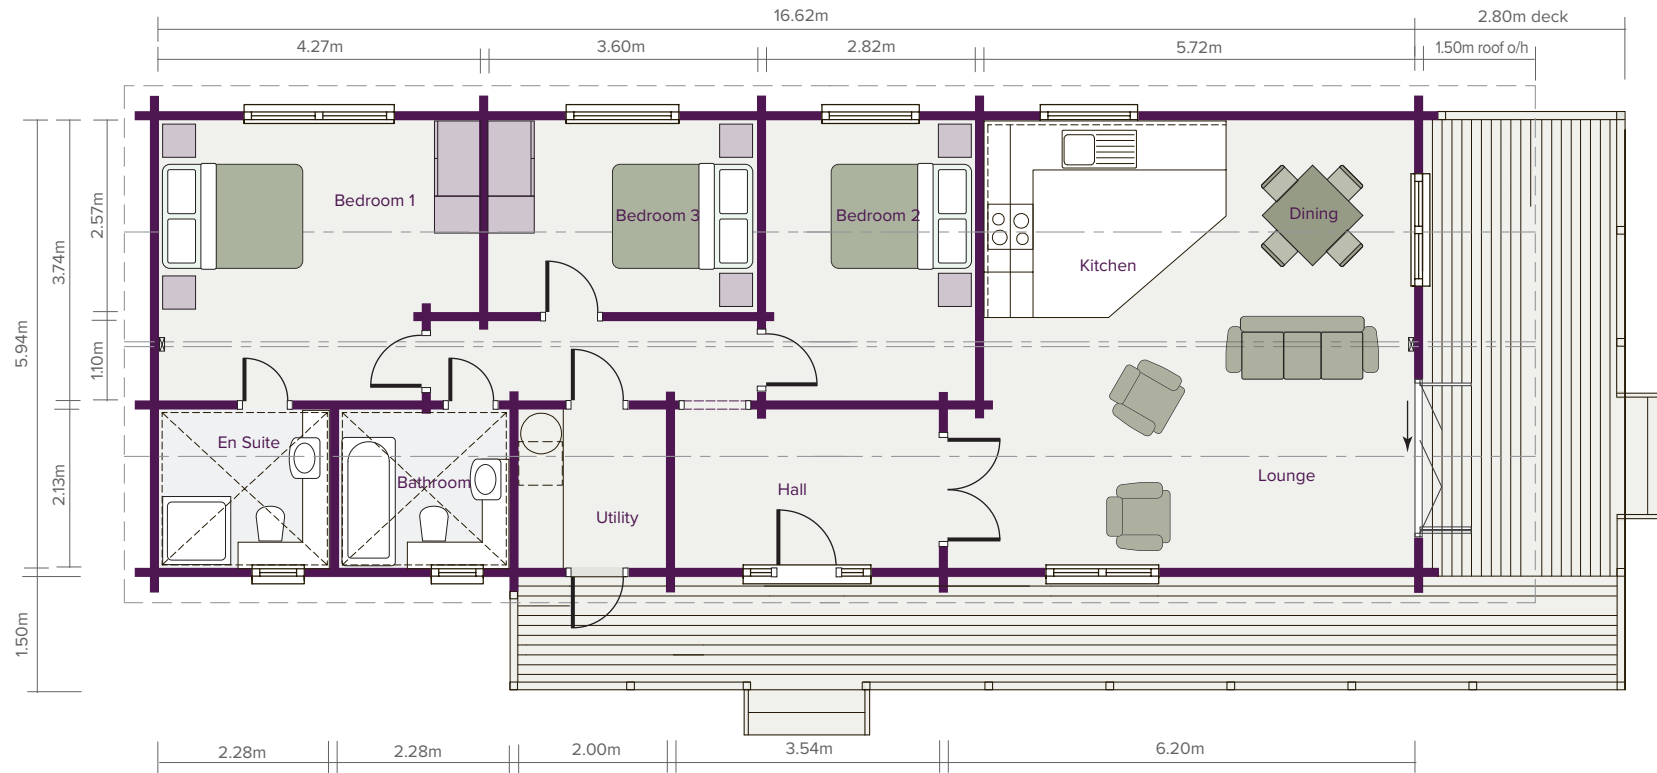 16.62m
2.80m deck
4.27m
3.60m
2.82m
5.72m
1.50m roof o/h
5.94m
3.74m
2.57m
1.10m
2.13m
1.50m
Bedroom 1
Bedroom 3
Bedroom 2
Kitchen
Dining
En Suite
Bathroom
Utility
Hall
Lounge
2.28m
2.28m
2.00m
3.54m
6.20m